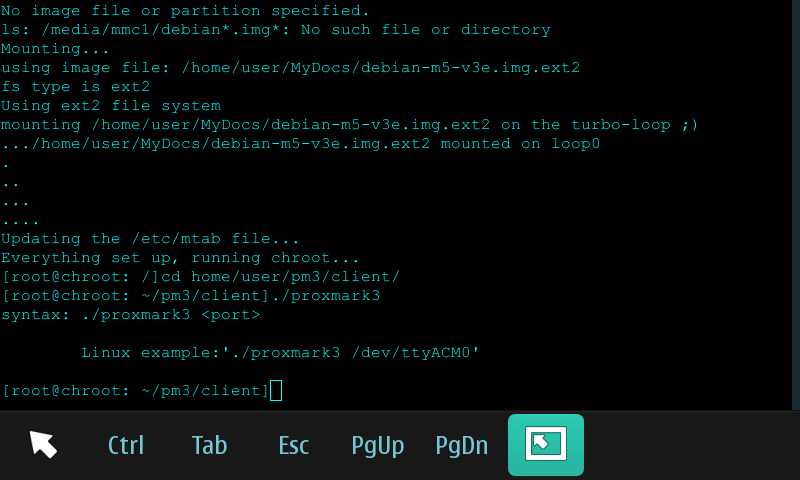 No image file or partition specified.
ls: /media/mmc1/debian*.img*: No such file or directory
Mounting...
using image file: /home/user/MyDocs/debian-m5-v3e.img.ext2
fs type is ext2
Using ext2 file system
mounting /home/user/MyDocs/debian-m5-v3e.img.ext2 on the turbo-loop ;)
.../home/user/MyDocs/debian-m5-v3e.img.ext2 mounted on loop0
.
..
...
....
Updating the /etc/mtab file...
Everything set up, running chroot...
[root@chroot: /]cd home/user/pm3/client/
[root@chroot: ~/pm3/client]./proxmark3
syntax: ./proxmark3 <port>
Linux example:'./proxmark3 /dev/ttyACM0'
[root@chroot: ~/pm3/client]
Ctrl Tab Esc PgUp PgDn